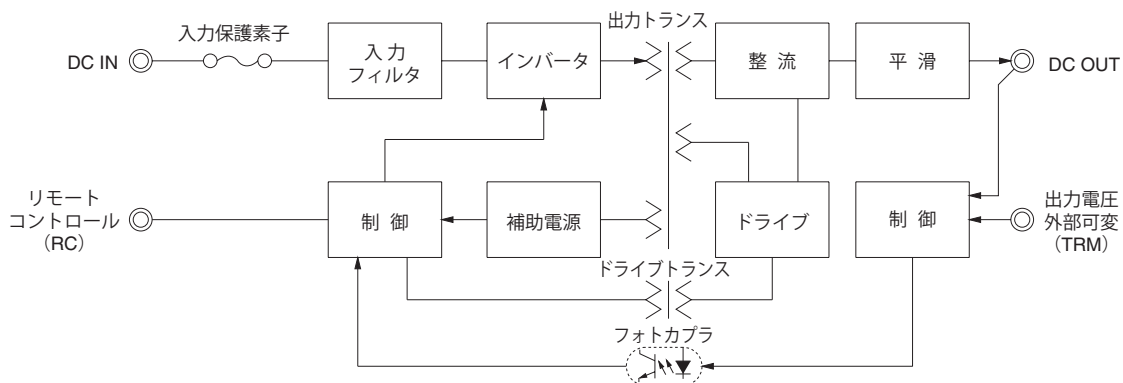 入力保護素子
出力トランス
DC IN
入 力
フィルタ
インバータ
整 流
平 滑
DC OUT
リモート
コントロール
（RC）
制 御
補助電源
ドライブ
制 御
出力電圧
外部可変
（TRM）
ドライブトランス
フォトカプラ